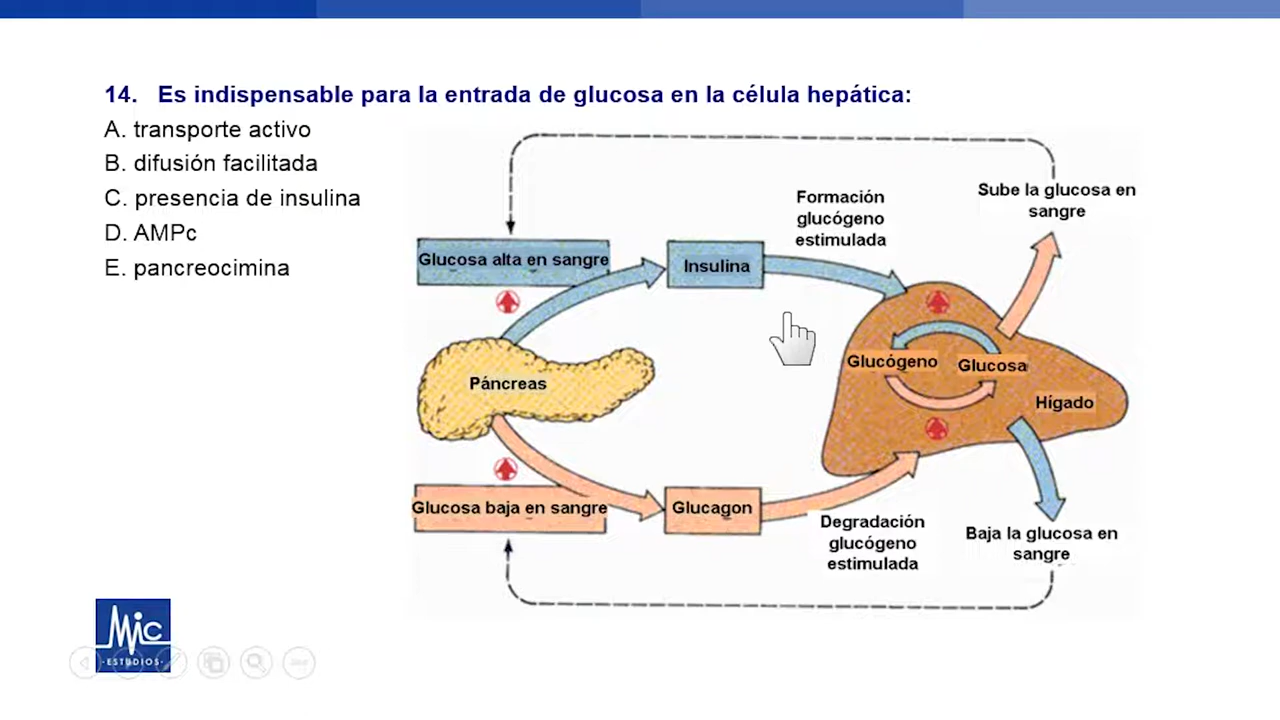 14. Es indispensable para la entrada de glucosa en la célula hepática:
A. transporte activo
B. difusión facilitada
C. presencia de insulina
D. AMPc
E. pancreocimina
Sube la glucosa en
sangre
Formación
glucógeno
estimulada
Glucosa alta en sangre
Insulina
Glucógeno
Glucosa
Páncreas
Hígado
Glucosa baja en sangre
Glucagon
Degradación
glucógeno
estimulada
Baja la glucosa en
sangre
Mic
·ESTUDIOS·